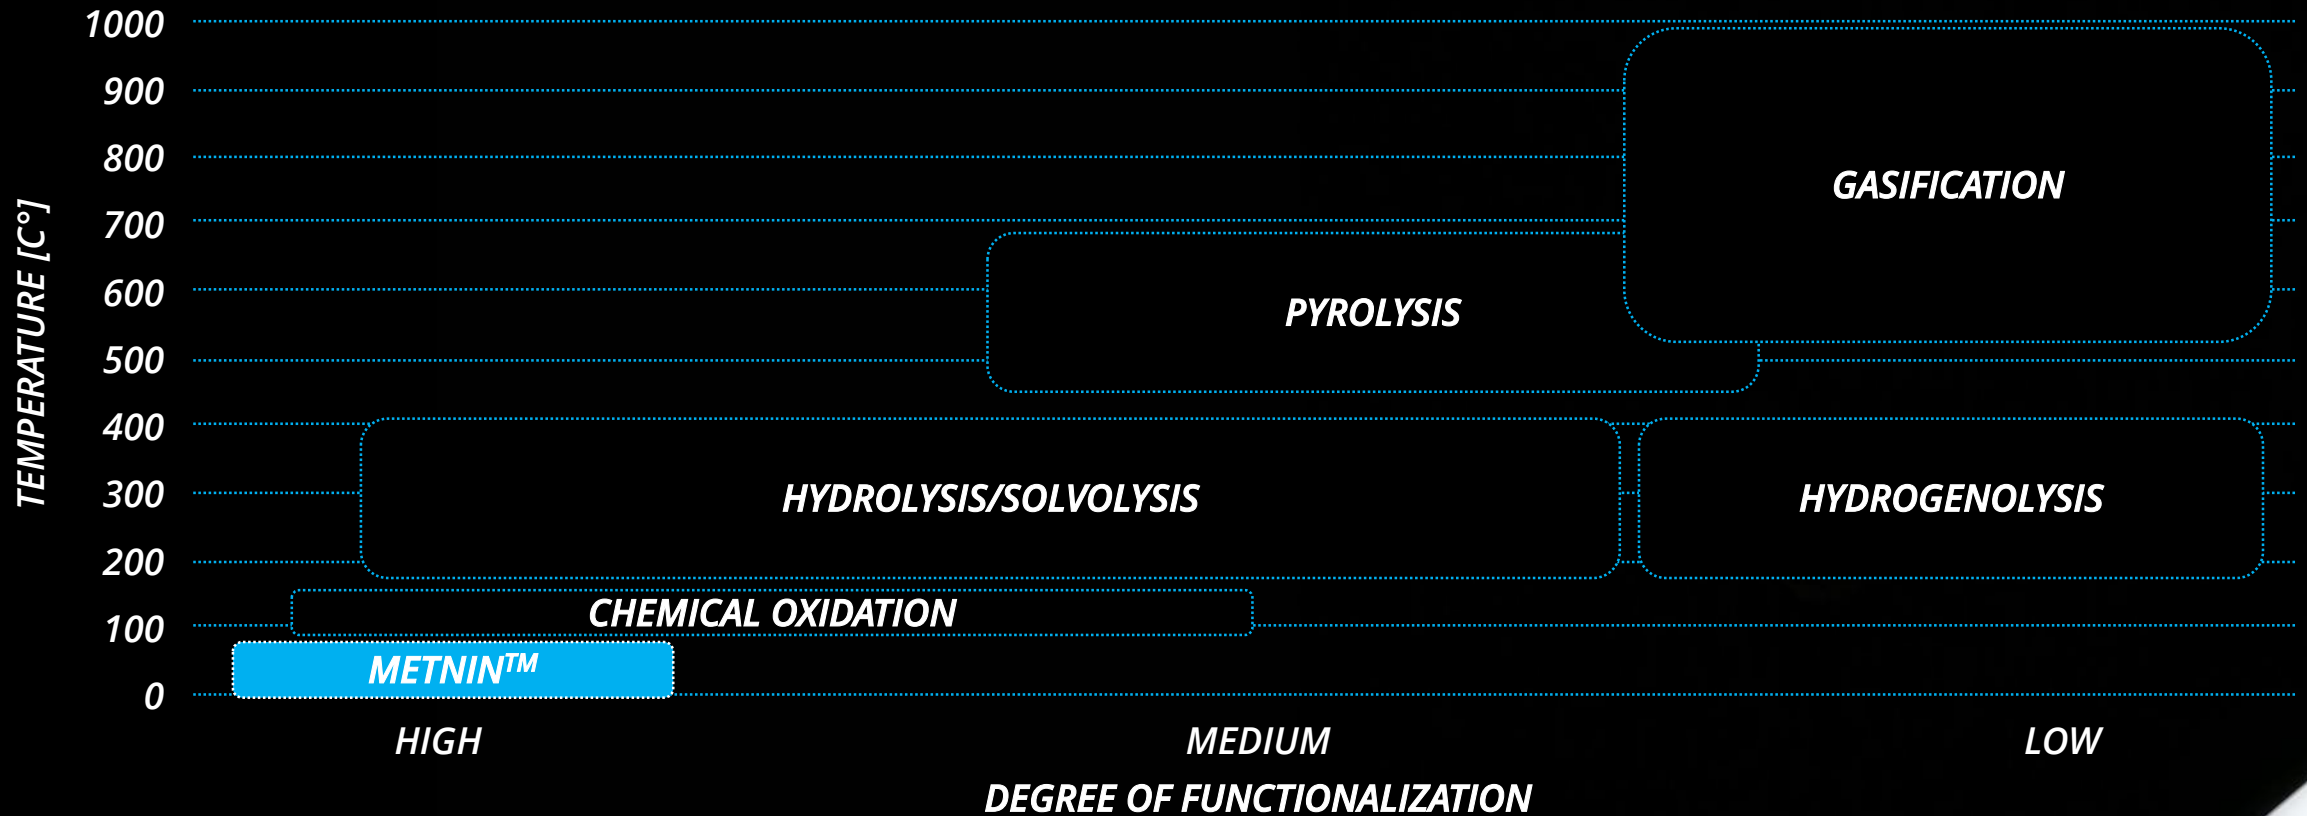 1000
900
800
700
600
500
400
300
200
100
0
TEMPERATURE [C°]
GASIFICATION
PYROLYSIS
HYDROLYSIS/SOLVOLYSIS
HYDROGENOLYSIS
CHEMICAL OXIDATION
METNIN™
HIGH
MEDIUM
LOW
DEGREE OF FUNCTIONALIZATION